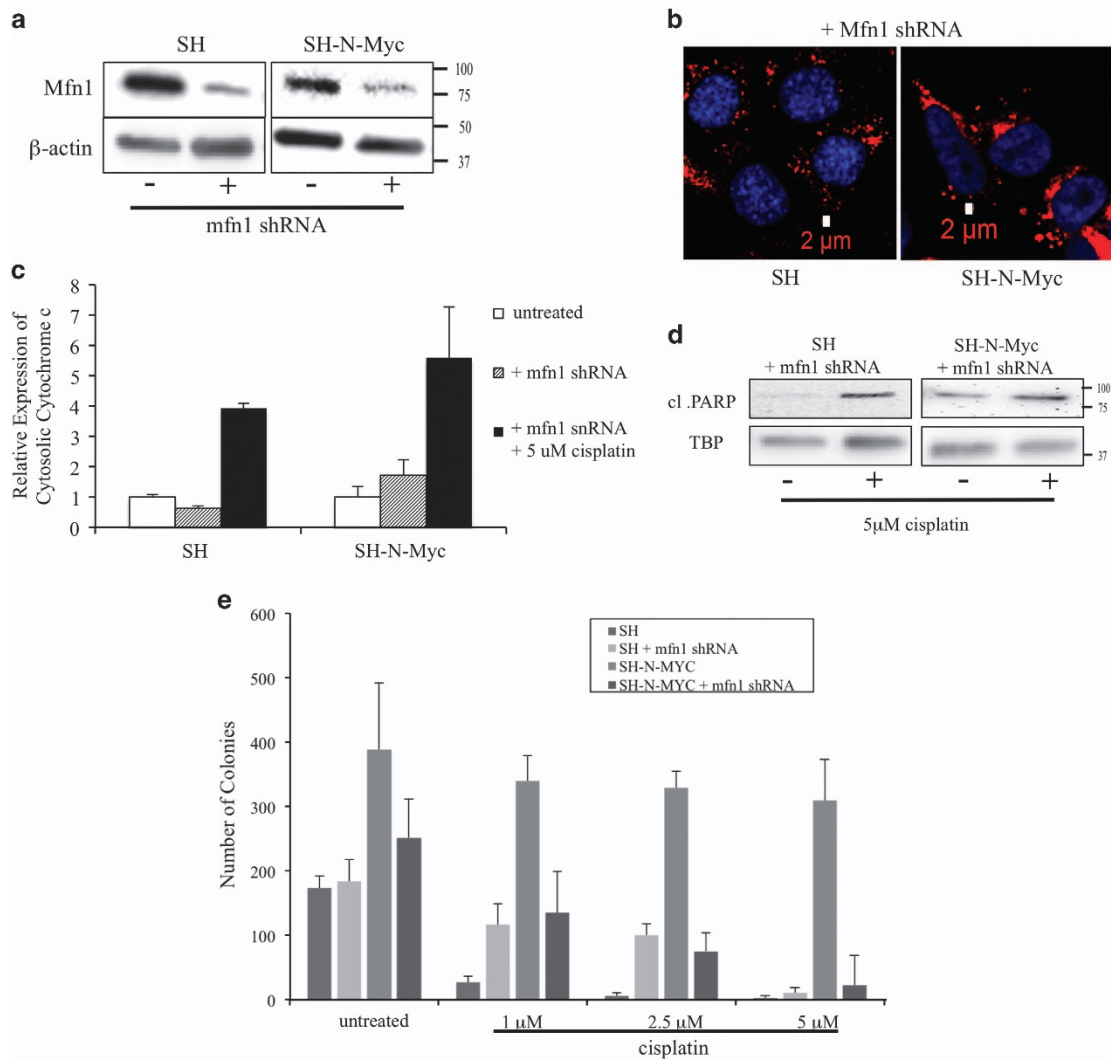 a
SH SH-N-Myc
Mfn1
100
75
β-actin
50
37
- + - +
mfn1 shRNA
b
+ Mfn1 shRNA
2 µm 2 µm
SH SH-N-Myc
c
Relative Expression of
Cytosolic Cytochrome c
8
7
6
5
4
3
2
1
0
SH SH-N-Myc
untreated
+ mfn1 shRNA
+ mfn1 snRNA
+ 5 uM cisplatin
d
SH SH-N-Myc
+ mfn1 shRNA + mfn1 shRNA
cl .PARP
100
75
TBP
37
- + - +
5µM cisplatin
e
Number of Colonies
600
500
400
300
200
100
0
SH
SH + mfn1 shRNA
SH-N-MYC
SH-N-MYC + mfn1 shRNA
untreated 1 µM 2.5 µM 5 µM
cisplatin